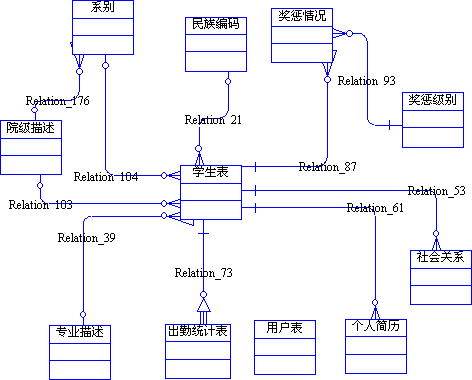 系别
民族编码
奖惩情况
Relation_93
Relation_176
奖惩级别
Relation_21
院级描述
Relation_87
学生表
Relation_104
Relation_53
Relation_103
Relation_61
Relation_39
社会关系
Relation_73
专业描述
出勤统计表
用户表
个人简历